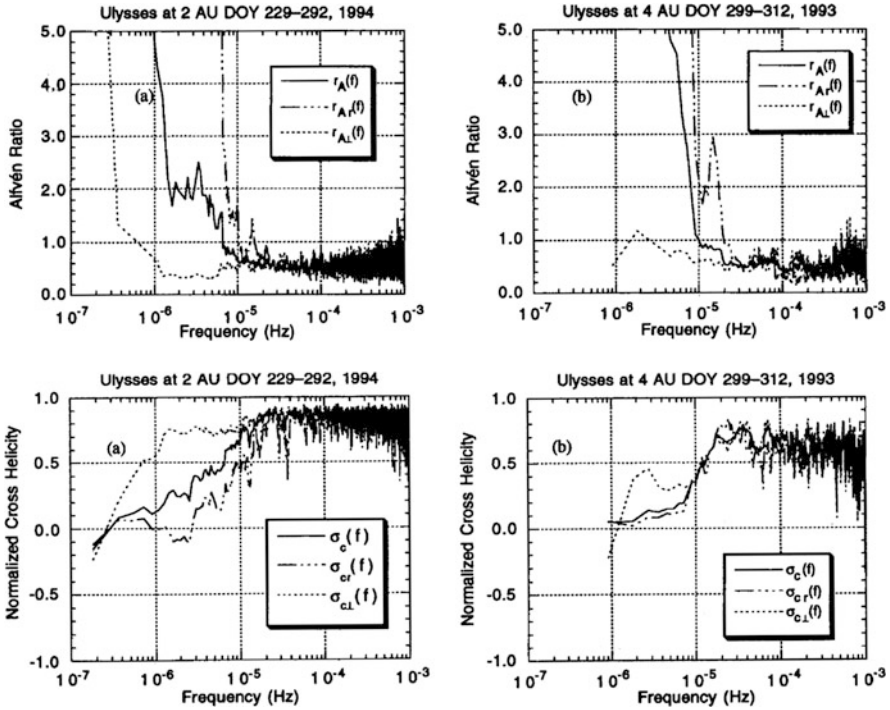 Ulysses at 2 AU DOY 229–292, 1994
5.0
4.0
3.0
2.0
1.0
0.0
Alfvén Ratio
(a)
r_A(f)
r_Ar(f)
r_A⊥(f)
10⁻⁷ 10⁻⁶ 10⁻⁵ 10⁻⁴ 10⁻³
Frequency (Hz)
Ulysses at 4 AU DOY 299–312, 1993
5.0
4.0
3.0
2.0
1.0
0.0
Alfvén Ratio
(b)
r_A(f)
r_Ar(f)
r_A⊥(f)
10⁻⁷ 10⁻⁶ 10⁻⁵ 10⁻⁴ 10⁻³
Frequency (Hz)
Ulysses at 2 AU DOY 229–292, 1994
1.0
0.5
0.0
-0.5
-1.0
Normalized Cross Helicity
(a)
σ_c(f)
σ_cr(f)
σ_c⊥(f)
10⁻⁷ 10⁻⁶ 10⁻⁵ 10⁻⁴ 10⁻³
Frequency (Hz)
Ulysses at 4 AU DOY 299–312, 1993
1.0
0.5
0.0
-0.5
-1.0
Normalized Cross Helicity
(b)
σ_c(f)
σ_cr(f)
σ_c⊥(f)
10⁻⁷ 10⁻⁶ 10⁻⁵ 10⁻⁴ 10⁻³
Frequency (Hz)